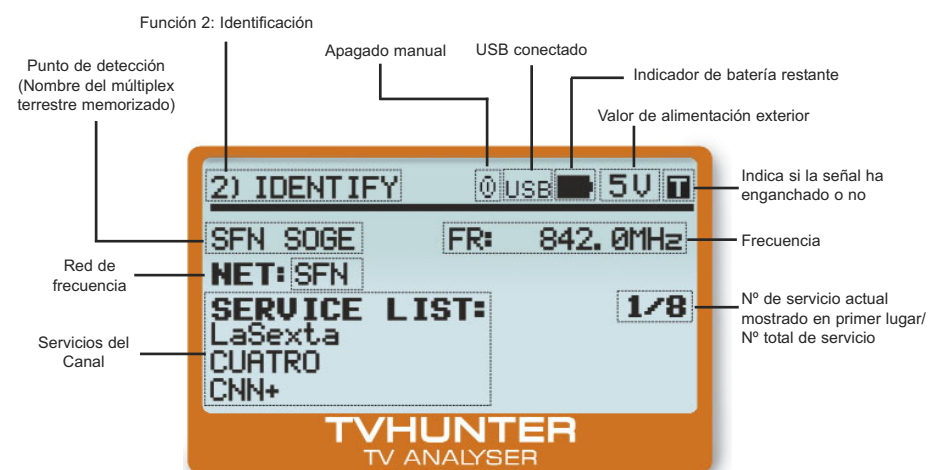 Función 2: Identificación
Apagado manual
USB conectado
Punto de detección
(Nombre del múltiplex
terrestre memorizado)
Indicador de batería restante
Valor de alimentación exterior
2) IDENTIFY
USB
5V
T
Indica si la señal ha
enganchado o no
SFN SOGE
FR: 842.0MHz
Frecuencia
Red de
frecuencia
NET: SFN
SERVICE LIST:
1/8
Nº de servicio actual
mostrado en primer lugar/
Nº total de servicio
Servicios del
Canal
LaSexta
CUATRO
CNN+
TVHUNTER
TV ANALYSER